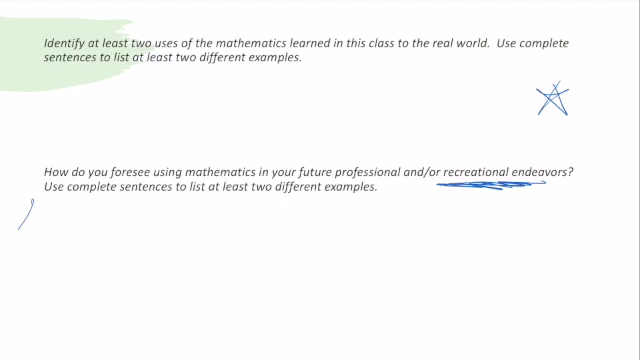 Identify at least two uses of the mathematics learned in this class to the real world.  Use complete
sentences to list at least two different examples.
How do you foresee using mathematics in your future professional and/or recreational endeavors?
Use complete sentences to list at least two different examples.